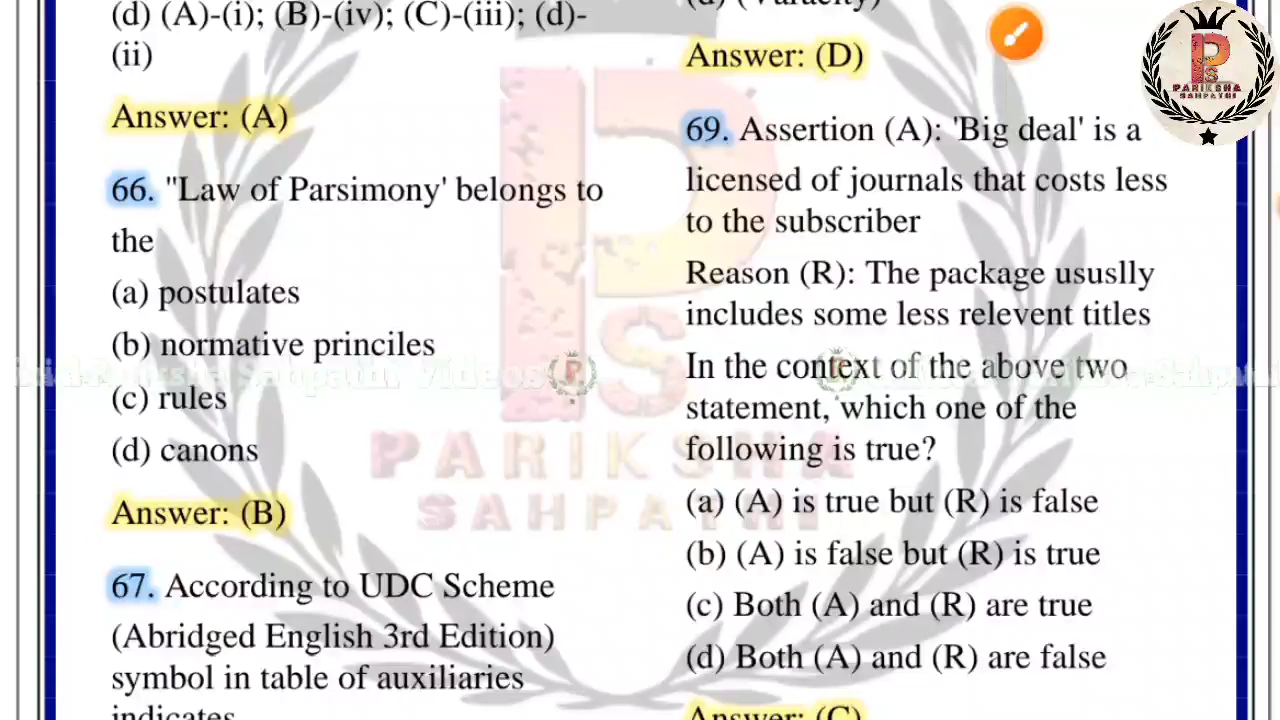 (d) (A)-(i); (B)-(iv); (C)-(iii); (d)-
(ii)
Answer: (A)
66. "Law of Parsimony' belongs to
the
(a) postulates
(b) normative princiles
(c) rules
(d) canons
Answer: (B)
67. According to UDC Scheme
(Abridged English 3rd Edition)
symbol in table of auxiliaries
indicates
Answer: (D)
69. Assertion (A): 'Big deal' is a
licensed of journals that costs less
to the subscriber
Reason (R): The package ususlly
includes some less relevent titles
In the context of the above two
statement, which one of the
following is true?
(a) (A) is true but (R) is false
(b) (A) is false but (R) is true
(c) Both (A) and (R) are true
(d) Both (A) and (R) are false
Answer: (C)
PARIKSHA
SAHPATHI
PARIKSHA
SAHPATHI